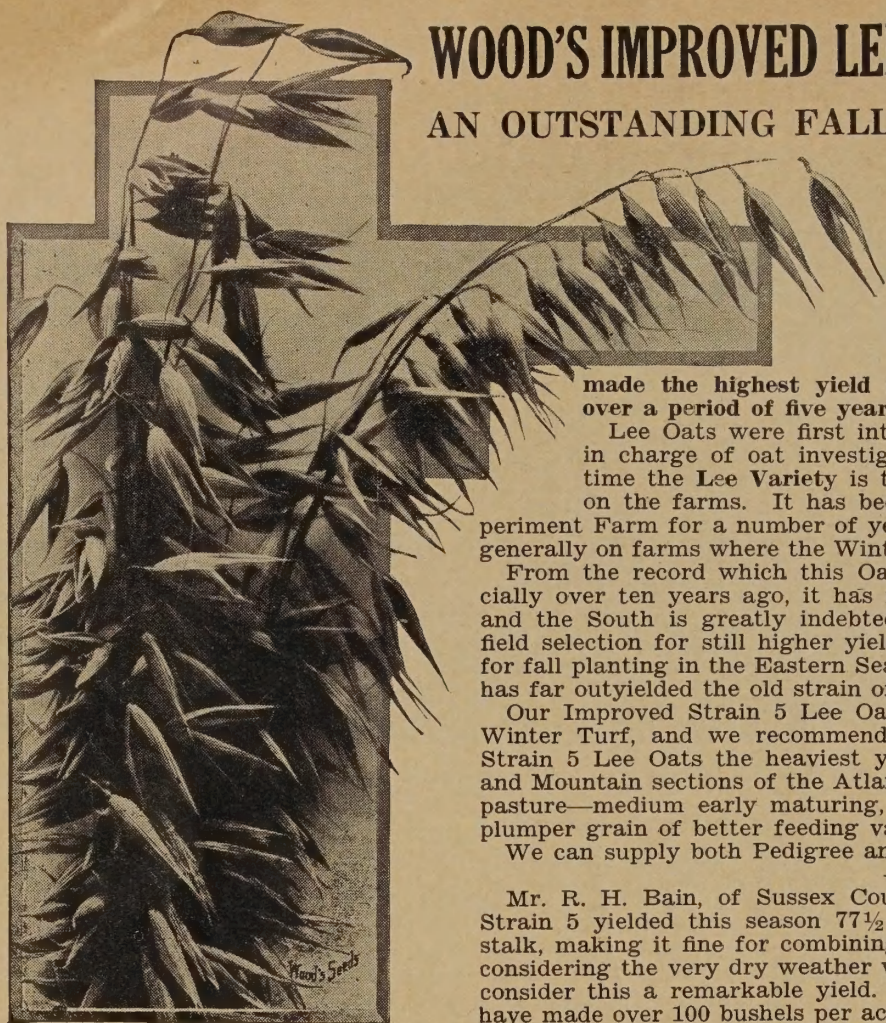 WOOD'S IMPROVED LE
AN OUTSTANDING FALL
made the highest yield
over a period of five year
Lee Oats were first int
in charge of oat investig
time the Lee Variety is t
on the farms. It has be
periment Farm for a number of ye
generally on farms where the Wint
From the record which this Oa
cially over ten years ago, it has
and the South is greatly indebte
field selection for still higher yiel
for fall planting in the Eastern Sea
has far outyielded the old strain o
Our Improved Strain 5 Lee Oa
Winter Turf, and we recommend
Strain 5 Lee Oats the heaviest y
and Mountain sections of the Atla
pasture—medium early maturing,
plumper grain of better feeding va
We can supply both Pedigree an
Mr. R. H. Bain, of Sussex Cou
Strain 5 yielded this season 77½
stalk, making it fine for combinin
considering the very dry weather
consider this a remarkable yield.
have made over 100 bushels per ac
Wood's Seeds